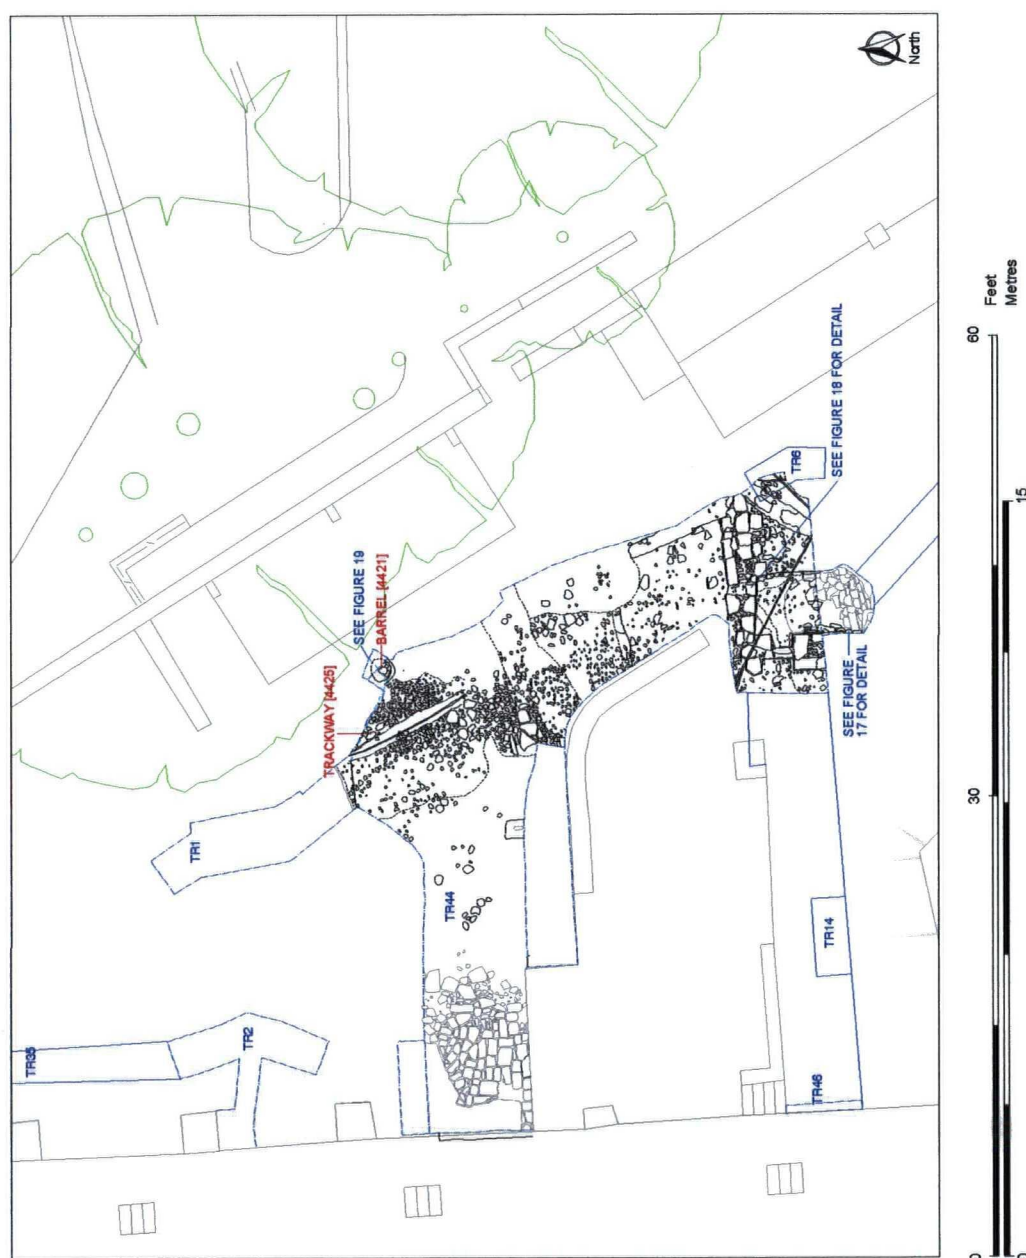 North
TR35
TR2
TR1
TRACKWAY [4425]
SEE FIGURE 19
BARREL [4421]
TR44
TR6
SEE FIGURE 18 FOR DETAIL
SEE FIGURE
17 FOR DETAIL
TR14
TR46
0
30
60
Feet
0
15
Metres